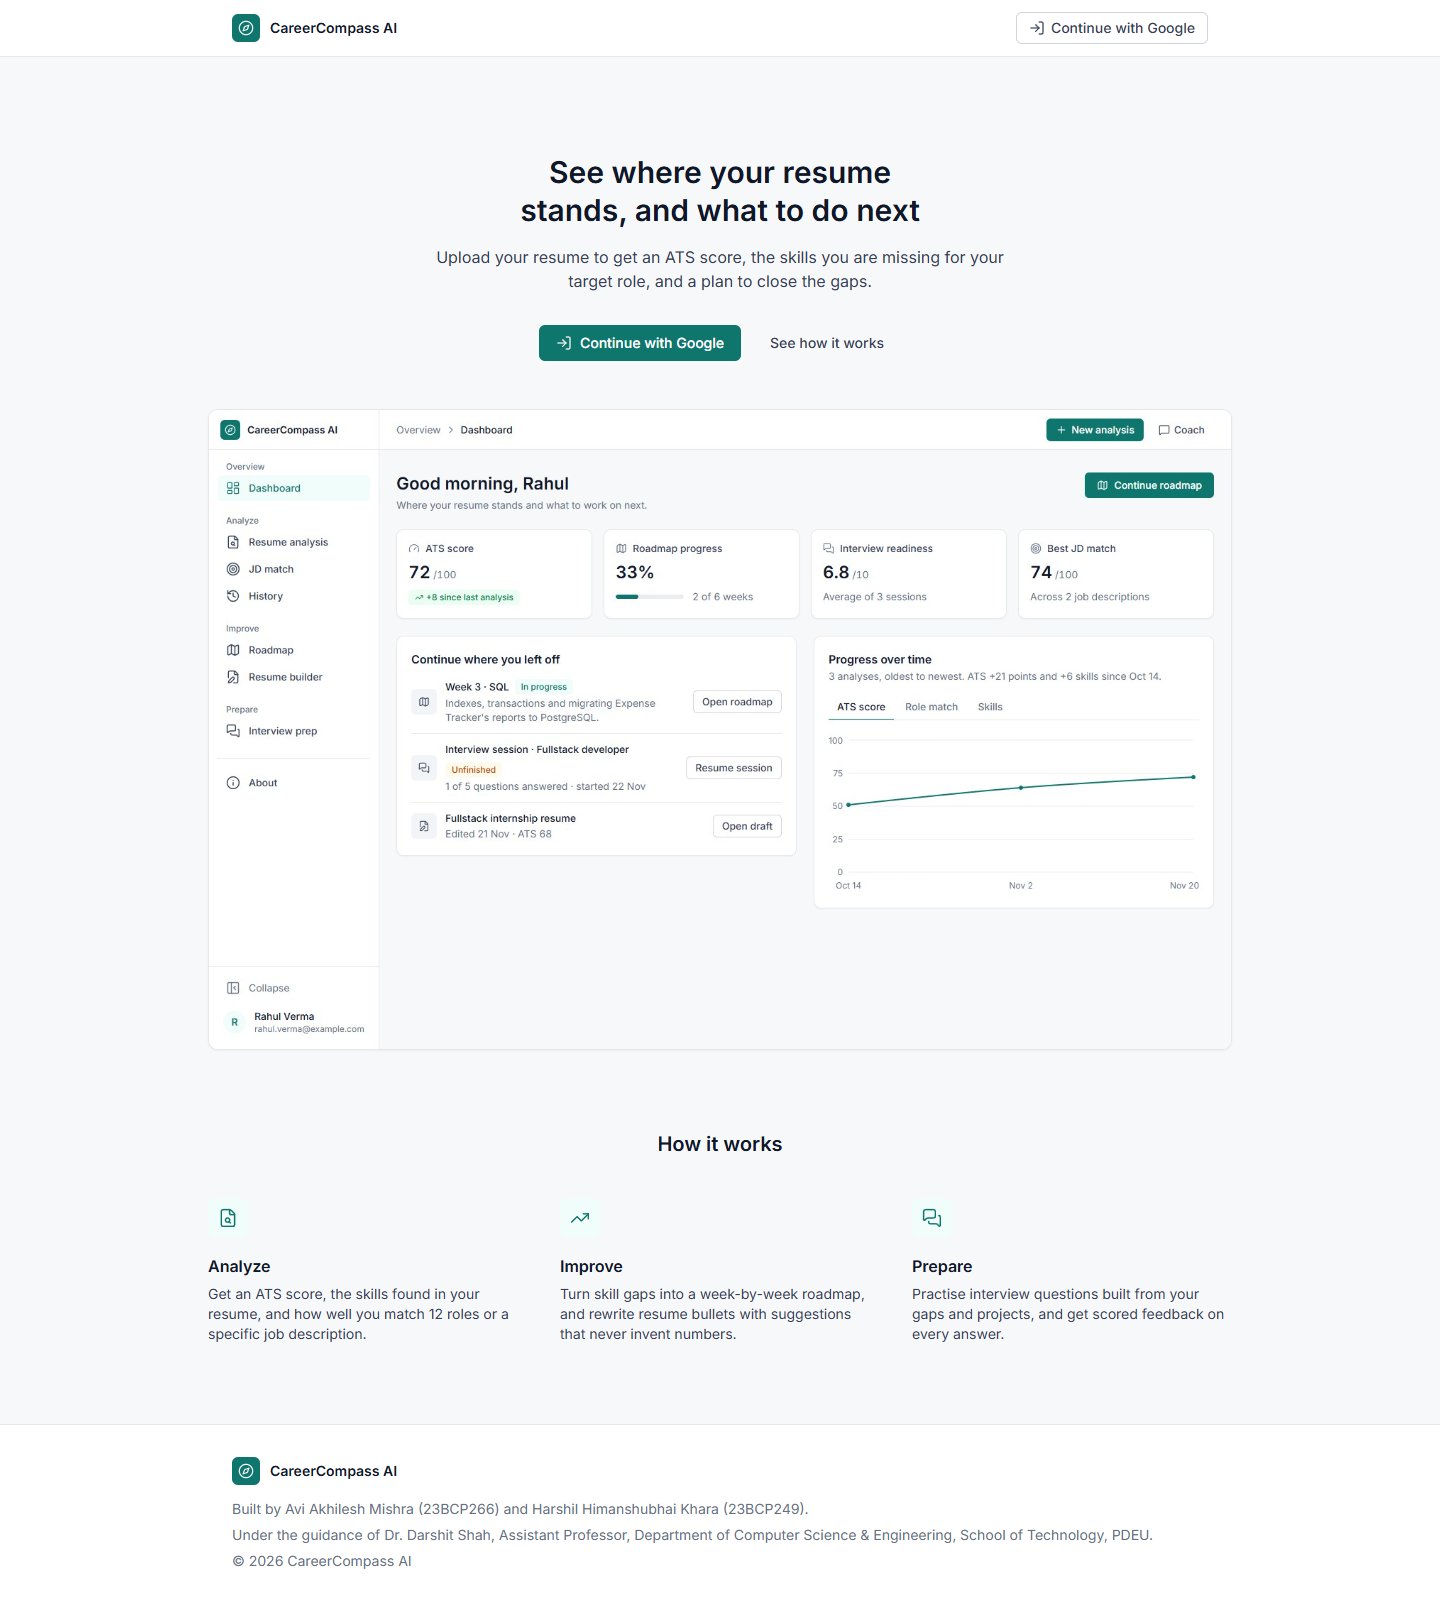 CareerCompass AI
Continue with Google
See where your resume
stands, and what to do next
Upload your resume to get an ATS score, the skills you are missing for your
target role, and a plan to close the gaps.
Continue with Google
See how it works
CareerCompass AI
Overview
Dashboard
Analyze
Resume analysis
JD match
History
Improve
Roadmap
Resume builder
Prepare
Interview prep
About
Collapse
R
Rahul Verma
rahul.verma@example.com
Overview > Dashboard
New analysis
Coach
Good morning, Rahul
Where your resume stands and what to work on next.
Continue roadmap
ATS score
72 /100
+8 since last analysis
Roadmap progress
33%
2 of 6 weeks
Interview readiness
6.8 /10
Average of 3 sessions
Best JD match
74 /100
Across 2 job descriptions
Continue where you left off
Week 3 · SQL In progress
Indexes, transactions and migrating Expense
Tracker's reports to PostgreSQL.
Open roadmap
Interview session · Fullstack developer
Unfinished
1 of 5 questions answered · started 22 Nov
Resume session
Fullstack internship resume
Edited 21 Nov · ATS 68
Open draft
Progress over time
3 analyses, oldest to newest. ATS +21 points and +6 skills since Oct 14.
ATS score Role match Skills
100
75
50
25
0
Oct 14 Nov 2 Nov 20
How it works
Analyze
Get an ATS score, the skills found in your
resume, and how well you match 12 roles or a
specific job description.
Improve
Turn skill gaps into a week-by-week roadmap,
and rewrite resume bullets with suggestions
that never invent numbers.
Prepare
Practise interview questions built from your
gaps and projects, and get scored feedback on
every answer.
CareerCompass AI
Built by Avi Akhilesh Mishra (23BCP266) and Harshil Himanshubhai Khara (23BCP249).
Under the guidance of Dr. Darshit Shah, Assistant Professor, Department of Computer Science & Engineering, School of Technology, PDEU.
© 2026 CareerCompass AI